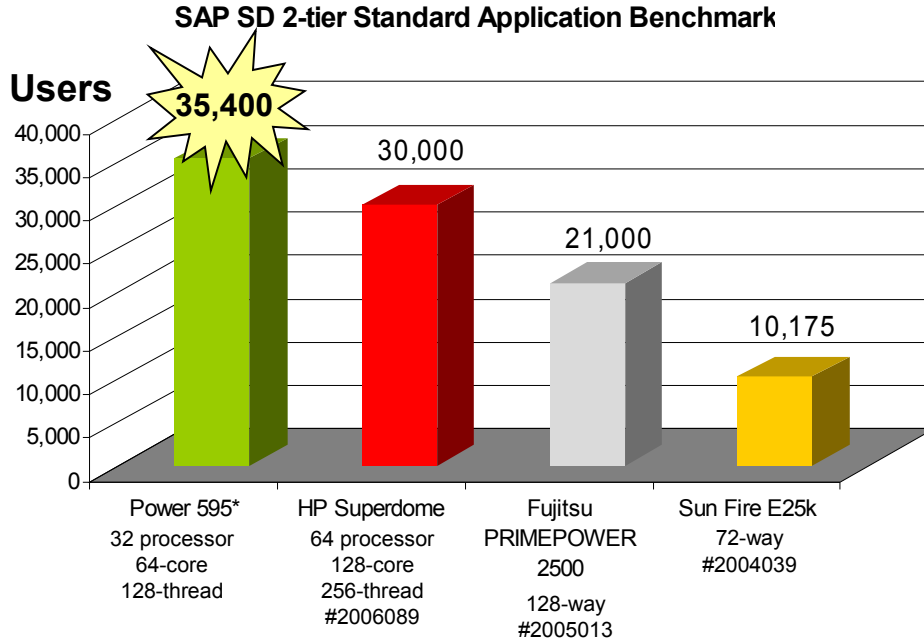 SAP SD 2-tier Standard Application Benchmark
Users
35,400
40,000
35,000
30,000
25,000
20,000
15,000
10,000
5,000
0
30,000
21,000
10,175
Power 595*
32 processor
64-core
128-thread
HP Superdome
64 processor
128-core
256-thread
#2006089
Fujitsu
PRIMEPOWER
2500
128-way
#2005013
Sun Fire E25k
72-way
#2004039